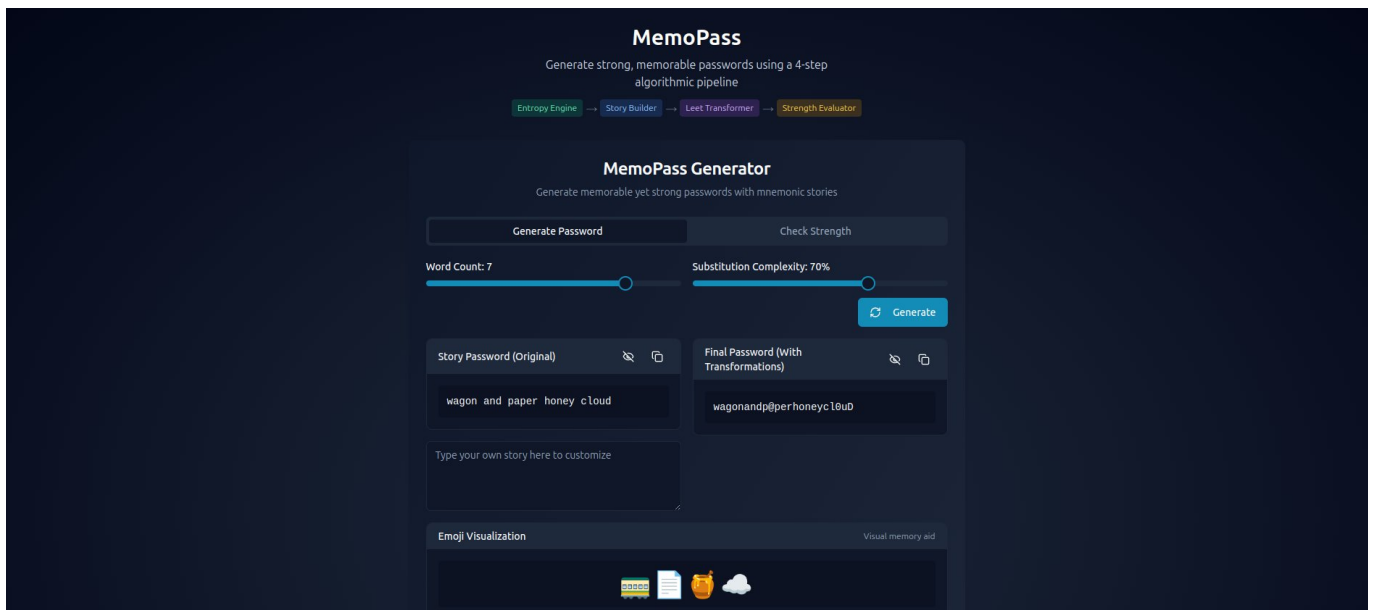 MemoPass
Generate strong, memorable passwords using a 4-step
algorithmic pipeline
Entropy Engine → Story Builder → Leet Transformer → Strength Evaluator
MemoPass Generator
Generate memorable yet strong passwords with mnemonic stories
Generate Password Check Strength
Word Count: 7 Substitution Complexity: 70%
Generate
Story Password (Original)
Final Password (With
Transformations)
wagon and paper honey cloud
wagonandp@perhoneycl0uD
Type your own story here to customize
Emoji Visualization Visual memory aid